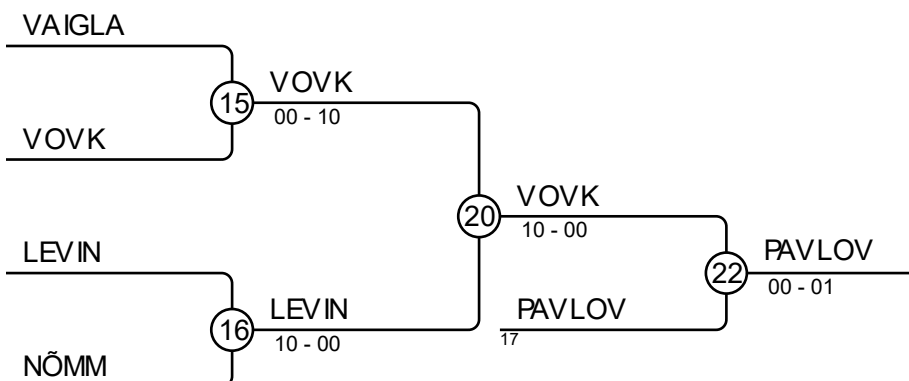 VAIGLA
15
VOVK
00 - 10
VOVK
20
VOVK
10 - 00
LEVIN
22
PAVLOV
00 - 01
16
LEVIN
10 - 00
PAVLOV
17
NÕMM